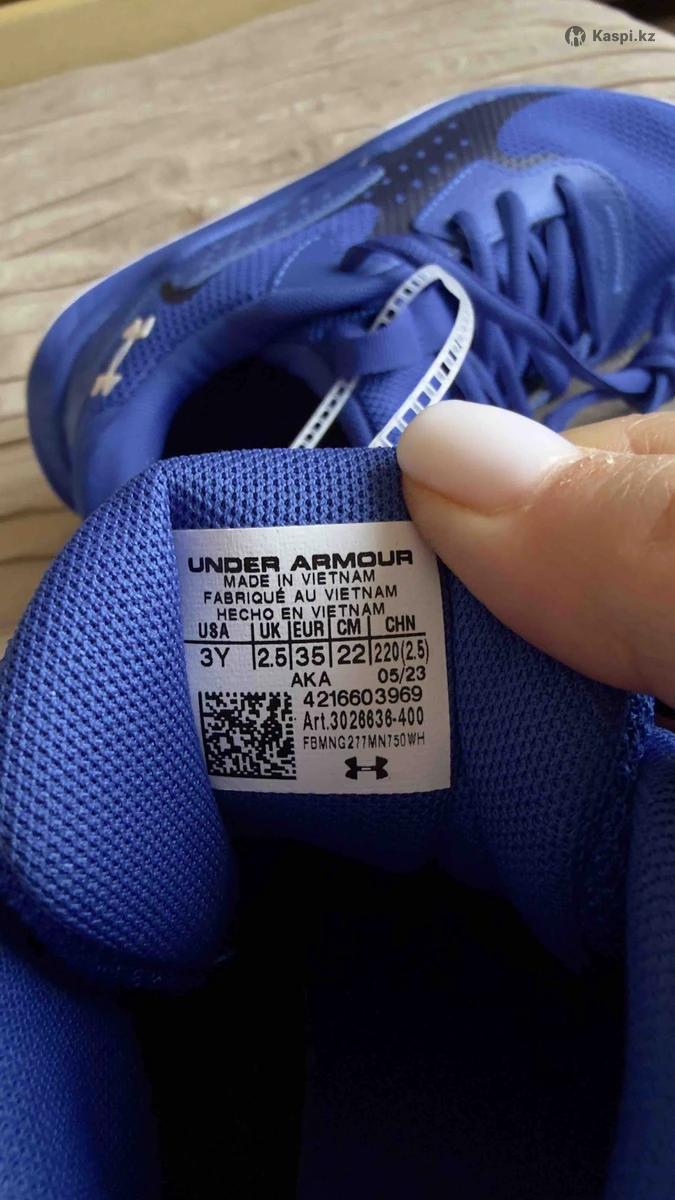 Kaspi.kz
UNDER ARMOUR
MADE IN VIETNAM
FABRIQUÉ AU VIETNAM
HECHO EN VIETNAM
USA UK EUR CM CHN
3Y 2.5 35 22 220(2.5)
AKA 05/23
4216603969
Art.3026636-400
FBMNG277MN750WH